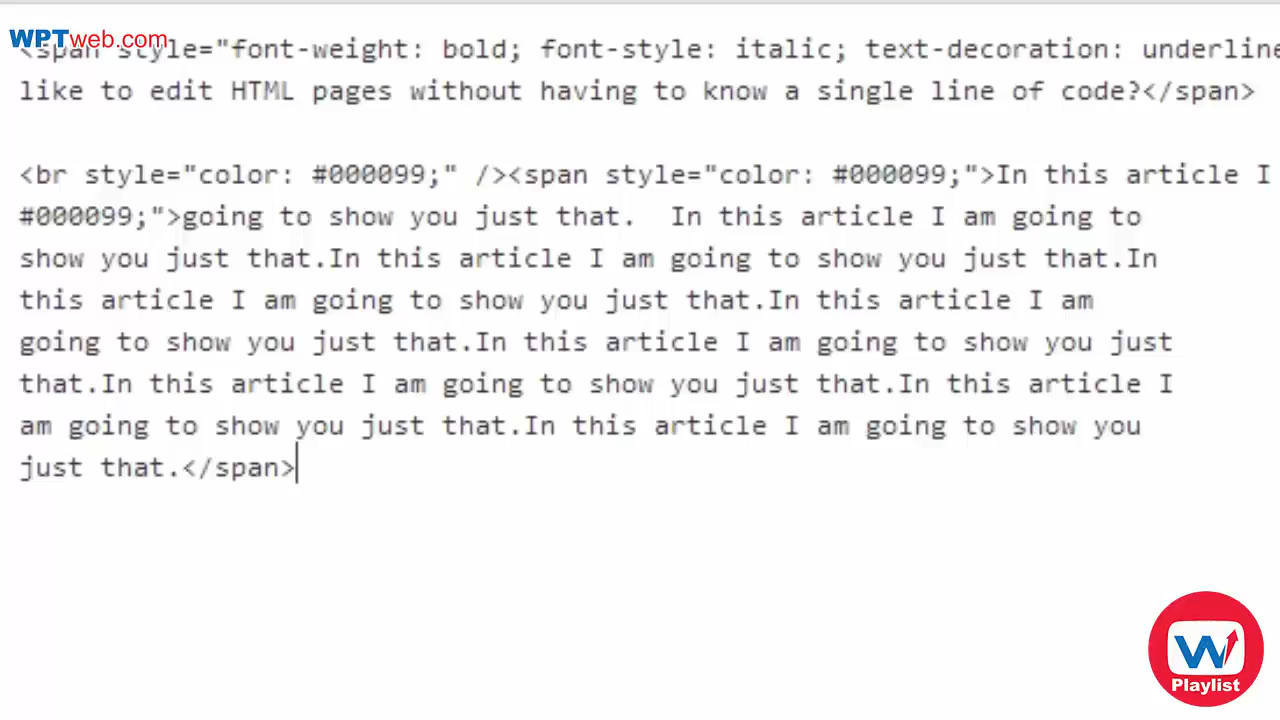 WPTweb.com
<span style="font-weight: bold; font-style: italic; text-decoration: underline
like to edit HTML pages without having to know a single line of code?</span>
<br style="color: #000099;" /><span style="color: #000099;">In this article I
#000099;">going to show you just that.  In this article I am going to
show you just that.In this article I am going to show you just that.In
this article I am going to show you just that.In this article I am
going to show you just that.In this article I am going to show you just
that.In this article I am going to show you just that.In this article I
am going to show you just that.In this article I am going to show you
just that.</span>
W
Playlist